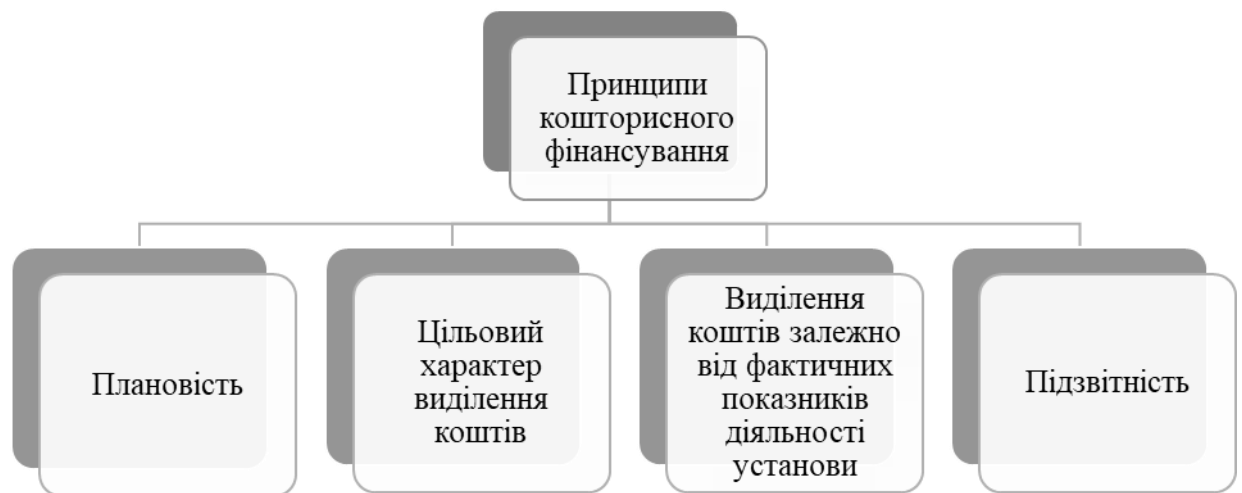 Принципи
кошторисного
фінансування
Плановість
Цільовий
характер
виділення
коштів
Виділення
коштів залежно
від фактичних
показників
діяльності
установи
Підзвітність